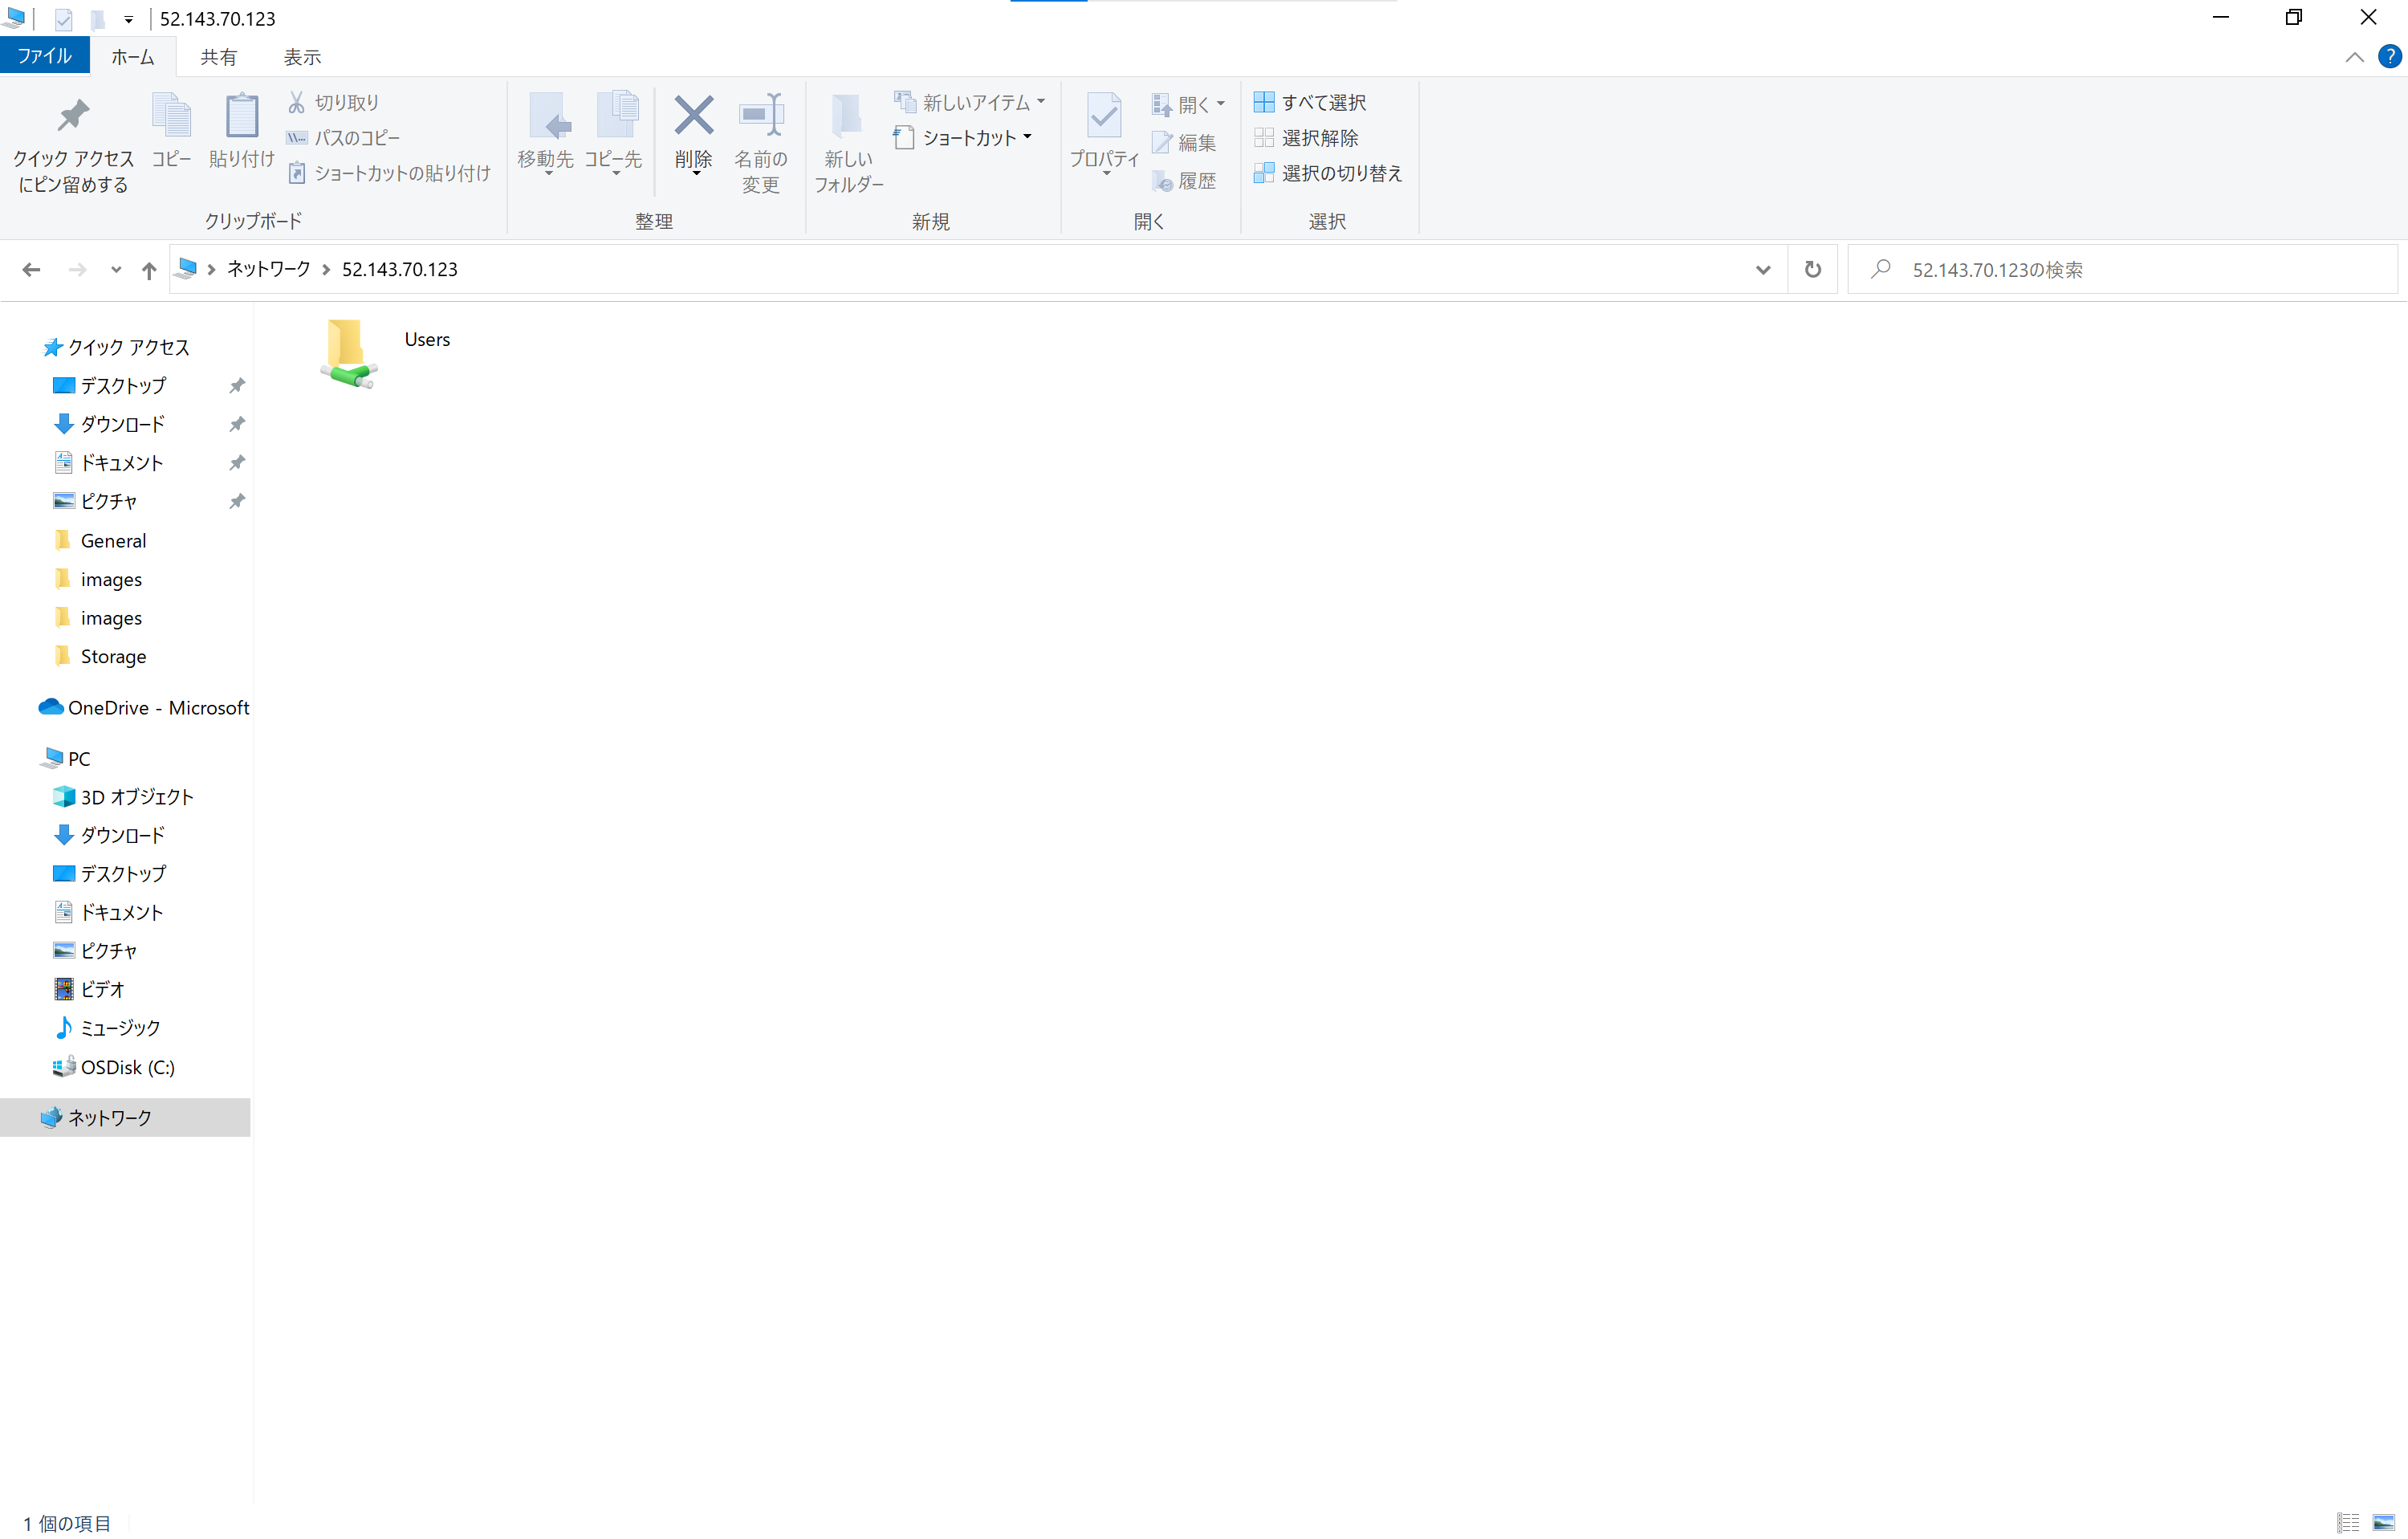 52.143.70.123
ファイル
ホーム
共有
表示
クイック アクセス
にピン留めする
コピー
貼り付け
切り取り
パスのコピー
ショートカットの貼り付け
クリップボード
移動先
コピー先
削除
名前の
変更
整理
新しい
フォルダー
新しいアイテム
ショートカット
新規
プロパティ
開く
編集
履歴
開く
すべて選択
選択解除
選択の切り替え
選択
ネットワーク
52.143.70.123
52.143.70.123の検索
クイック アクセス
デスクトップ
ダウンロード
ドキュメント
ピクチャ
General
images
images
Storage
OneDrive - Microsoft
PC
3D オブジェクト
ダウンロード
デスクトップ
ドキュメント
ピクチャ
ビデオ
ミュージック
OSDisk (C:)
ネットワーク
Users
1 個の項目